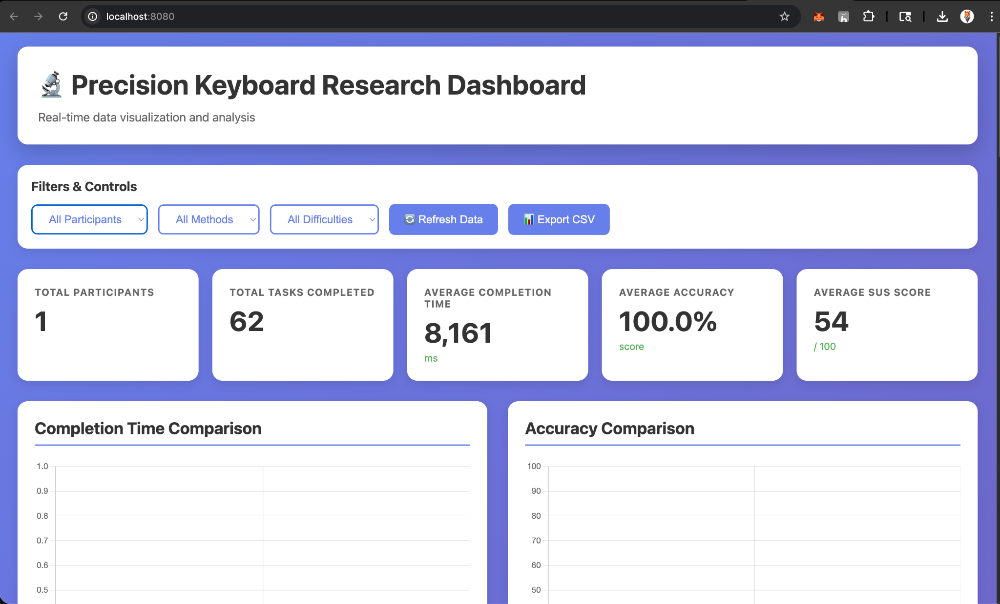 localhost:8080
Precision Keyboard Research Dashboard
Real-time data visualization and analysis
Filters & Controls
All Participants
All Methods
All Difficulties
Refresh Data
Export CSV
TOTAL PARTICIPANTS
1
TOTAL TASKS COMPLETED
62
AVERAGE COMPLETION
TIME
8,161
ms
AVERAGE ACCURACY
100.0%
score
AVERAGE SUS SCORE
54
/ 100
Completion Time Comparison
1.0
0.9
0.8
0.7
0.6
0.5
Accuracy Comparison
100
90
80
70
60
50